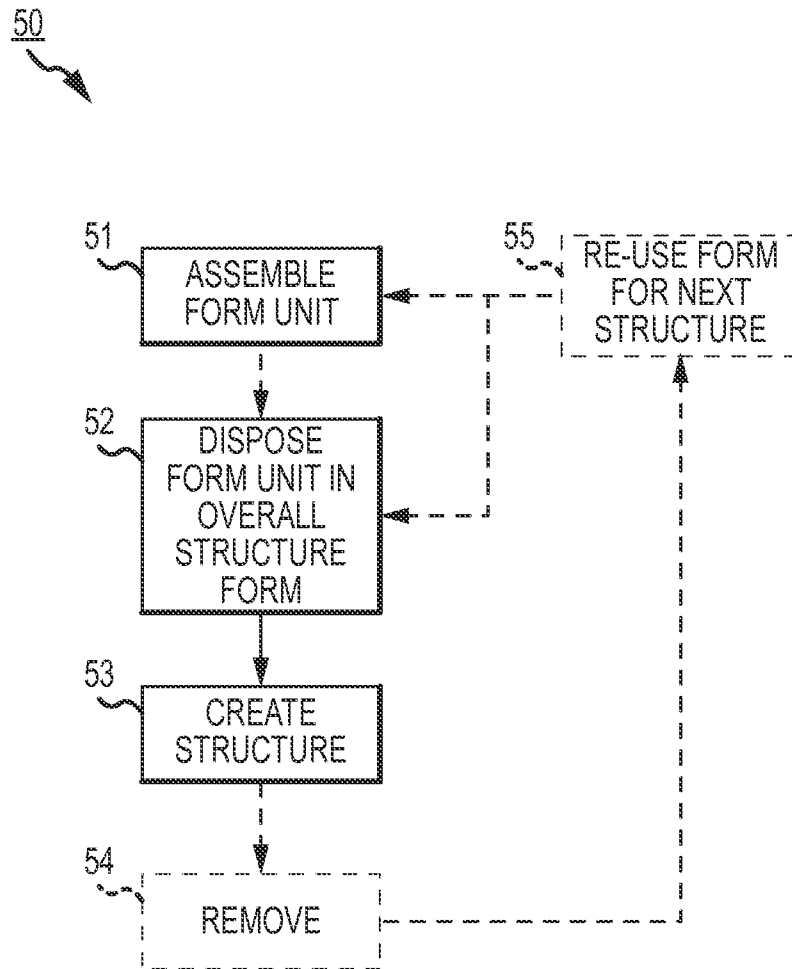 50
51
ASSEMBLE
FORM UNIT
55
RE-USE FORM
FOR NEXT
STRUCTURE
52
DISPOSE
FORM UNIT IN
OVERALL
STRUCTURE
FORM
53
CREATE
STRUCTURE
54
REMOVE